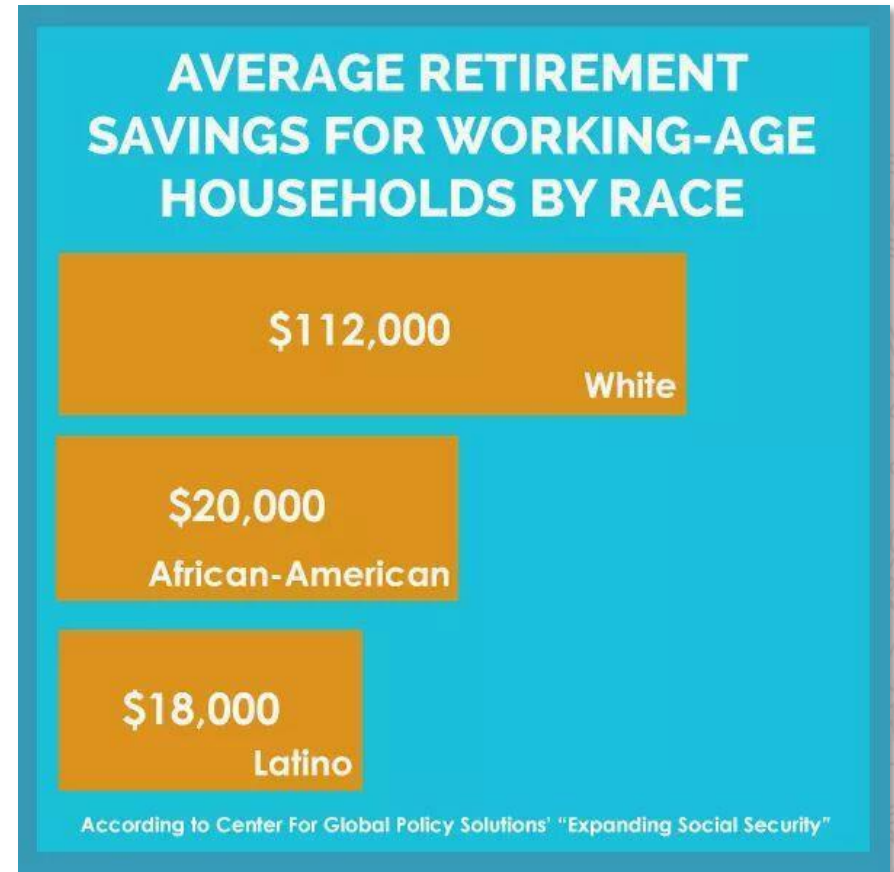 AVERAGE RETIREMENT
SAVINGS FOR WORKING-AGE
HOUSEHOLDS BY RACE
$112,000
White
$20,000
African-American
$18,000
Latino
According to Center For Global Policy Solutions' "Expanding Social Security"